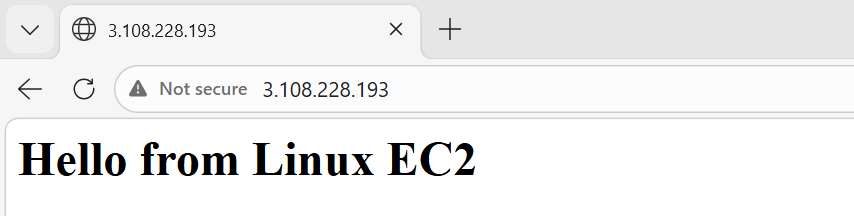 3.108.228.193
Not secure 3.108.228.193
Hello from Linux EC2